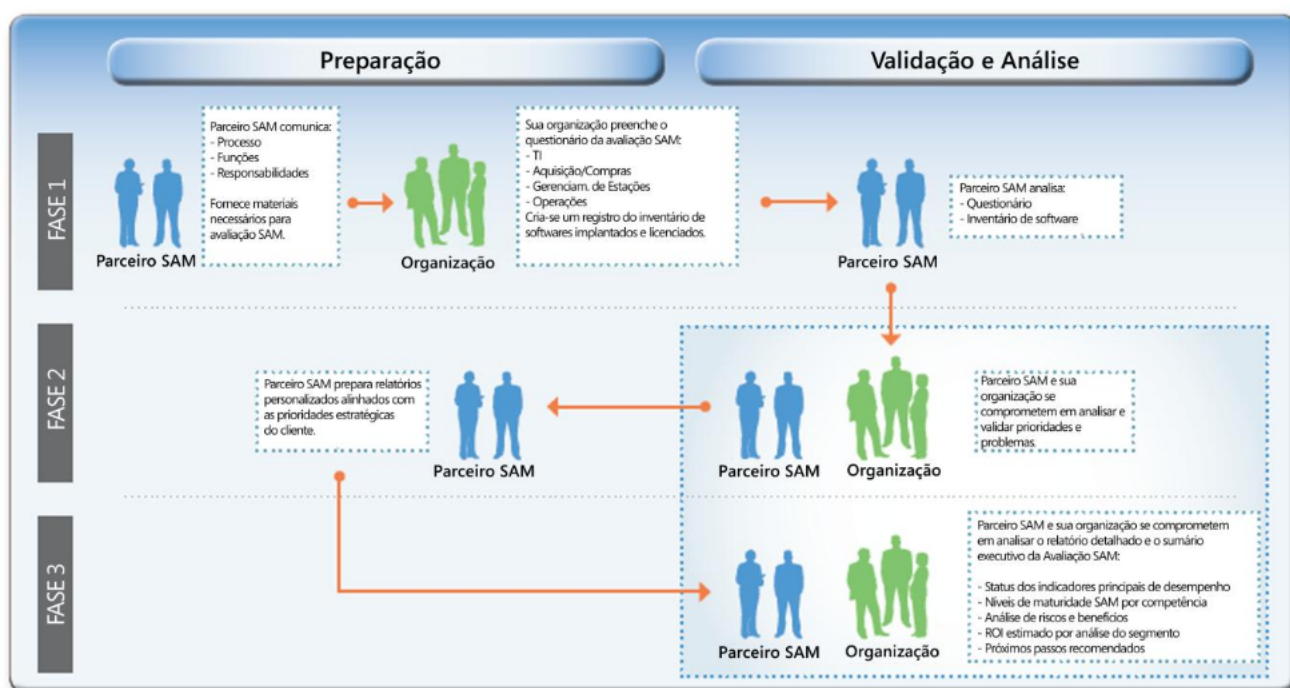 Preparação
Validação e Análise
FASE 1
Parceiro SAM comunica:
- Processo
- Funções
- Responsabilidades
Fornece materiais
necessários para
avaliação SAM.
Parceiro SAM
Organização
Sua organização preenche o
questionário da avaliação SAM:
- TI
- Aquisição/Compras
- Gerenciam. de Estações
- Operações
Cria-se um registro do inventário de
softwares implantados e licenciados.
Parceiro SAM
Parceiro SAM analisa:
- Questionário
- Inventário de software
FASE 2
Parceiro SAM prepara relatórios
personalizados alinhados com
as prioridades estratégicas
do cliente.
Parceiro SAM
Parceiro SAM
Organização
Parceiro SAM e sua
organização se
comprometem em analisar e
validar prioridades e
problemas.
FASE 3
Parceiro SAM
Organização
Parceiro SAM e sua organização se comprometem
em analisar o relatório detalhado e o sumário
executivo da Avaliação SAM:
- Status dos indicadores principais de desempenho
- Níveis de maturidade SAM por competência
- Análise de riscos e benefícios
- ROI estimado por análise do segmento
- Próximos passos recomendados